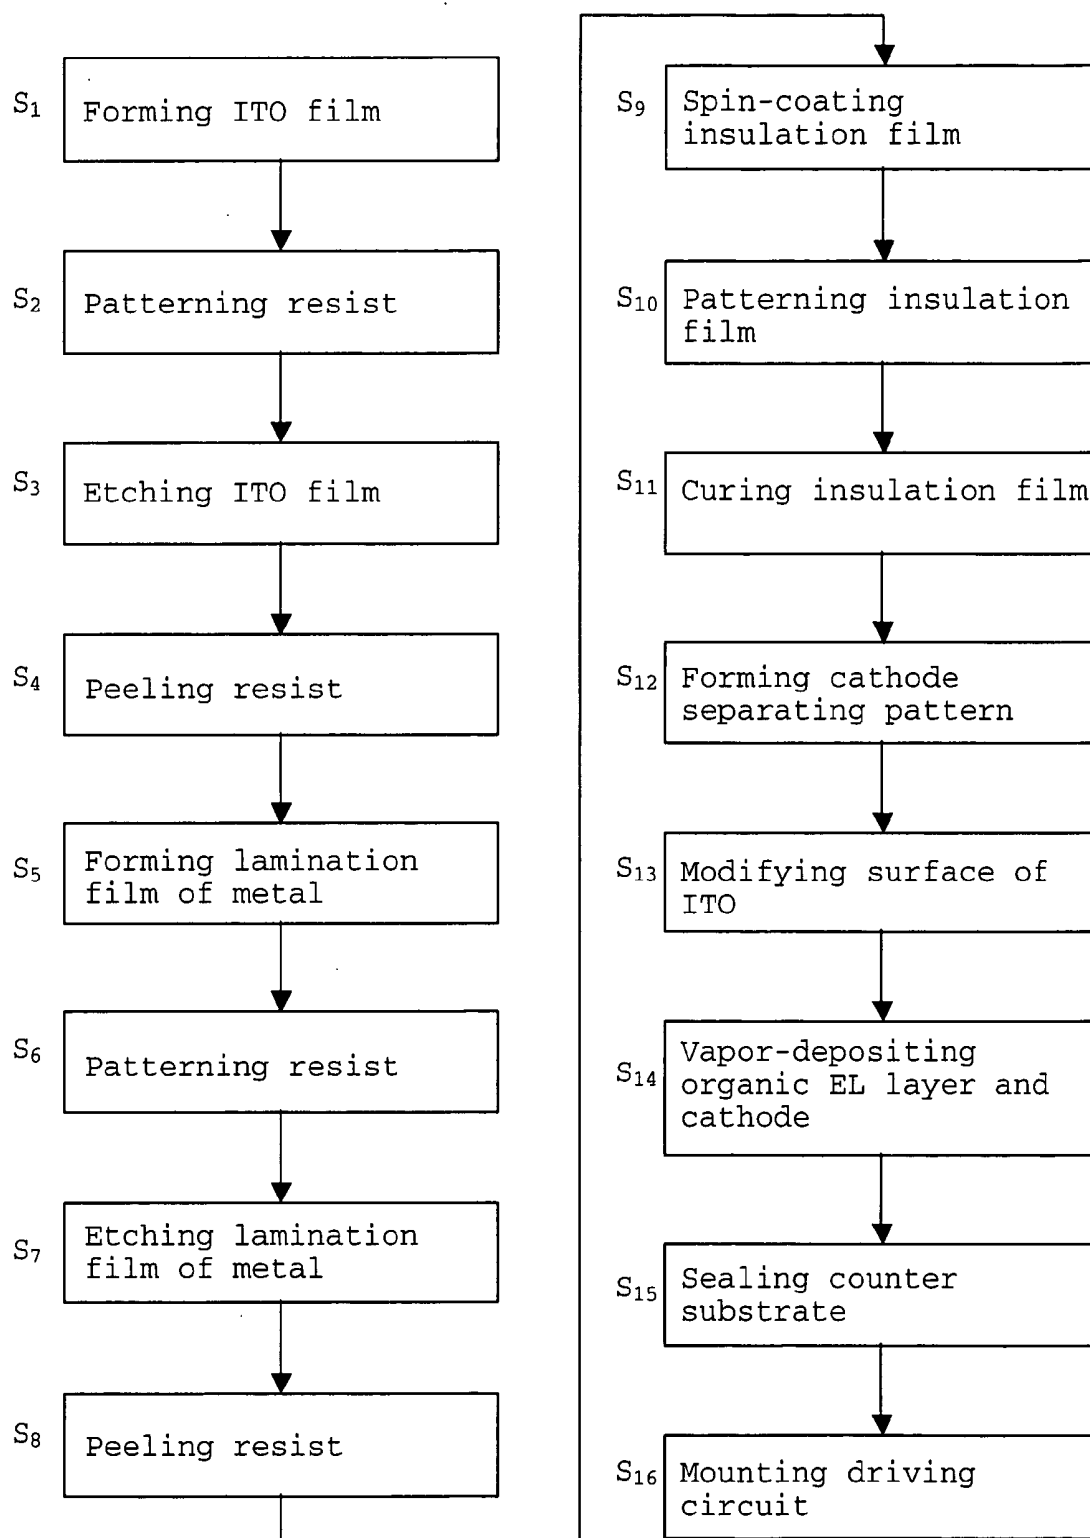 S1
Forming ITO film
S2
Patterning resist
S3
Etching ITO film
S4
Peeling resist
S5
Forming lamination
film of metal
S6
Patterning resist
S7
Etching lamination
film of metal
S8
Peeling resist
S9
Spin-coating
insulation film
S10
Patterning insulation
film
S11
Curing insulation film
S12
Forming cathode
separating pattern
S13
Modifying surface of
ITO
S14
Vapor-depositing
organic EL layer and
cathode
S15
Sealing counter
substrate
S16
Mounting driving
circuit